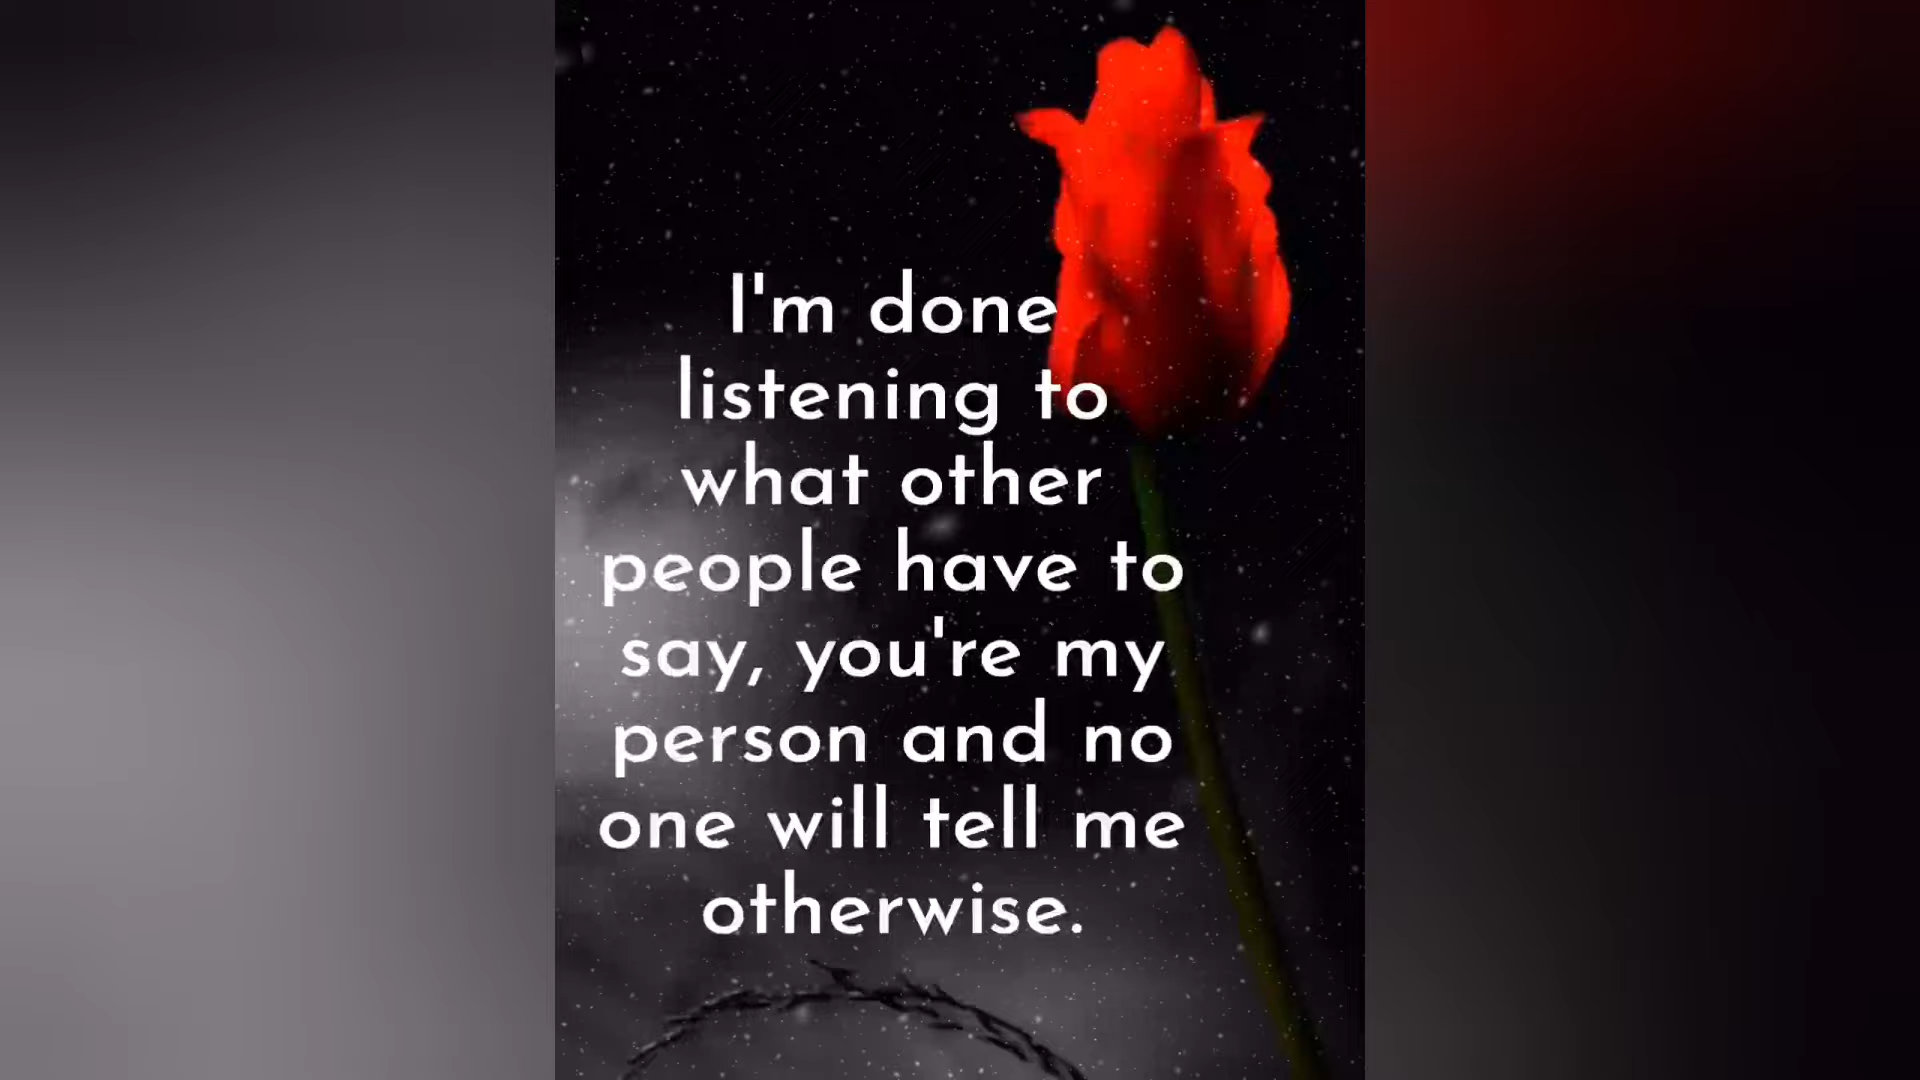 I'm done
listening to
what other
people have to
say, you're my
person and no
one will tell me
otherwise.